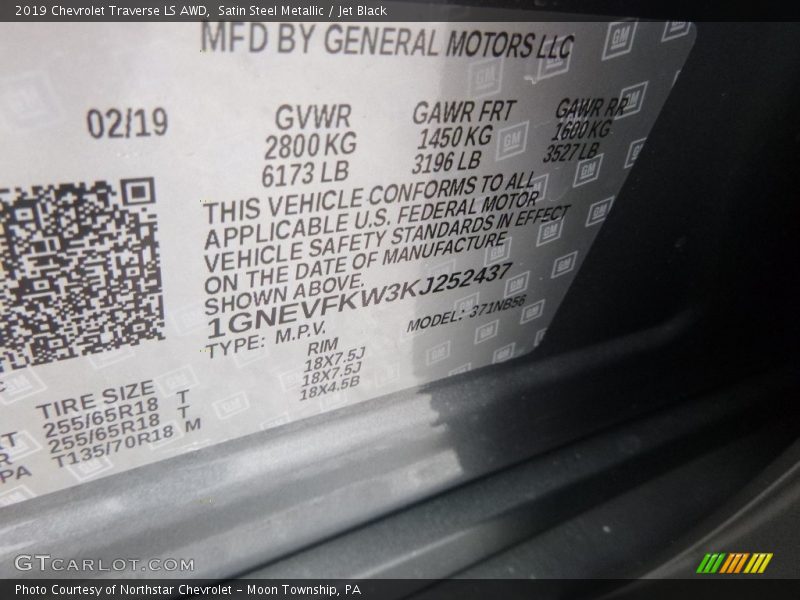 2019 Chevrolet Traverse LS AWD, Satin Steel Metallic / Jet Black
MFD BY GENERAL MOTORS LLC
02/19
GVWR
2800 KG
6173 LB
GAWR FRT
1450 KG
3196 LB
GAWR RR
1600 KG
3527 LB
THIS VEHICLE CONFORMS TO ALL
APPLICABLE U.S. FEDERAL MOTOR
VEHICLE SAFETY STANDARDS IN EFFECT
ON THE DATE OF MANUFACTURE
SHOWN ABOVE.
1GNEVFKW3KJ252437
TYPE: M.P.V.
MODEL: 371NB56
TIRE SIZE
RIM
255/65R18 T
18X7.5J
255/65R18 T
18X7.5J
T135/70R18 M
18X4.5B
GTCARLOT.COM
Photo Courtesy of Northstar Chevrolet - Moon Township, PA